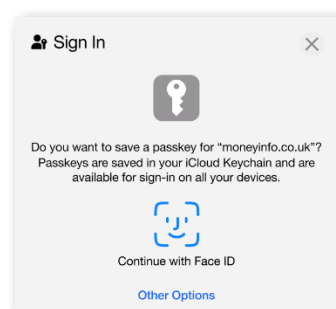 Sign In
Do you want to save a passkey for “moneyinfo.co.uk”?
Passkeys are saved in your iCloud Keychain and are
available for sign-in on all your devices.
Continue with Face ID
Other Options